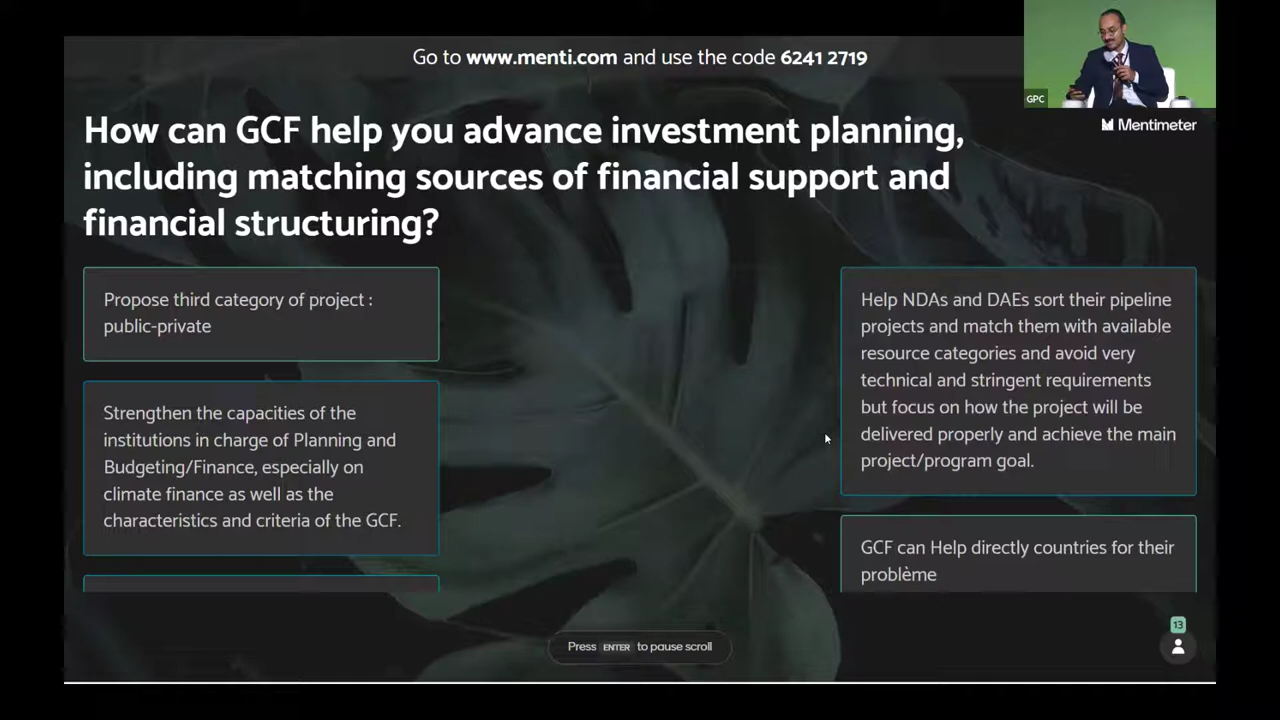 Go to www.menti.com and use the code 6241 2719
GPC
Mentimeter
How can GCF help you advance investment planning,
including matching sources of financial support and
financial structuring?
Propose third category of project :
public-private
Strengthen the capacities of the
institutions in charge of Planning and
Budgeting/Finance, especially on
climate finance as well as the
characteristics and criteria of the GCF.
Help NDAs and DAEs sort their pipeline
projects and match them with available
resource categories and avoid very
technical and stringent requirements
but focus on how the project will be
delivered properly and achieve the main
project/program goal.
GCF can Help directly countries for their
problème
Press ENTER to pause scroll
13